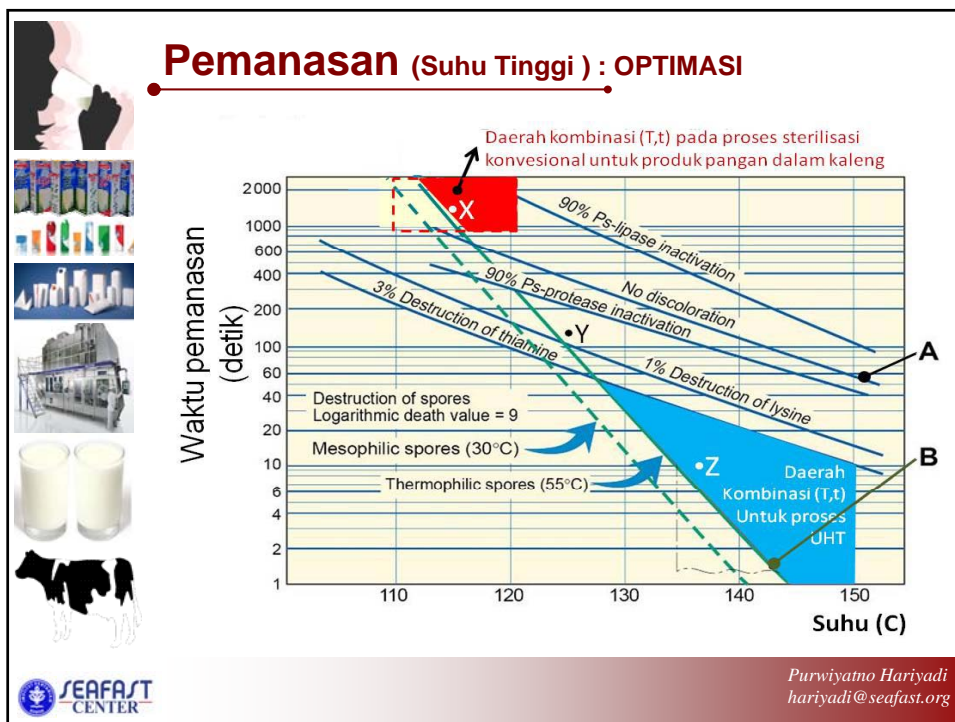 Pemanasan (Suhu Tinggi ) : OPTIMASI
Daerah kombinasi (T,t) pada proses sterilisasi
konvesional untuk produk pangan dalam kaleng
Waktu pemanasan
(detik)
2 000
1000
600
400
200
100
60
40
20
10
6
4
2
1
X
90% Ps-lipase inactivation
No discoloration
90% Ps-protease inactivation
3% Destruction of thiamine
Y
1% Destruction of lysine
A
Destruction of spores
Logarithmic death value = 9
Mesophilic spores (30°C)
Thermophilic spores (55°C)
Z
B
Daerah
Kombinasi (T,t)
Untuk proses
UHT
110
120
130
140
150
Suhu (C)
SEAFAST
CENTER
Purwiyatno Hariyadi
hariyadi@seafast.org